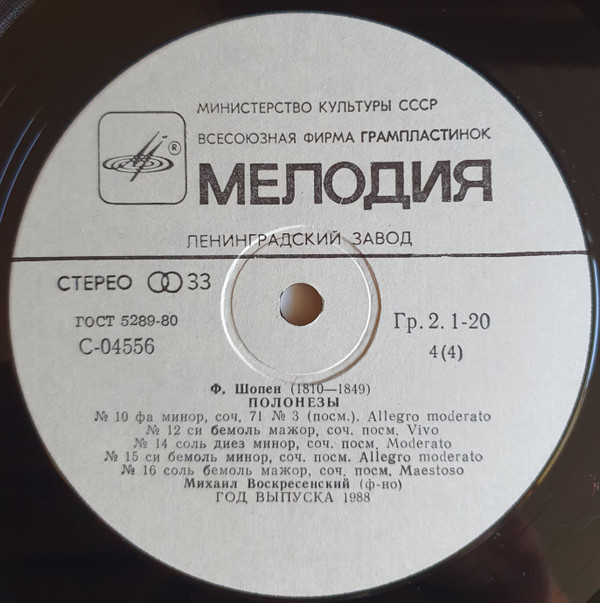 МИНИСТЕРСТВО КУЛЬТУРЫ СССР
ВСЕСОЮЗНАЯ ФИРМА ГРАМПЛАСТИНОК
®
МЕЛОДИЯ
ЛЕНИНГРАДСКИЙ ЗАВОД
СТЕРЕО 33
ГОСТ 5289-80
Гр. 2. 1-20
С-04556
4(4)
Ф. Шопен (1810—1849)
ПОЛОНЕЗЫ
№ 10 фа минор, соч. 71 № 3 (посм.). Allegro moderato
№ 12 си бемоль мажор, соч. посм. Vivo
№ 14 соль диез минор, соч. посм. Moderato
№ 15 си бемоль минор, соч. посм. Allegro moderato
№ 16 соль бемоль мажор, соч. посм. Maestoso
Михаил Воскресенский (ф-но)
ГОД ВЫПУСКА 1988